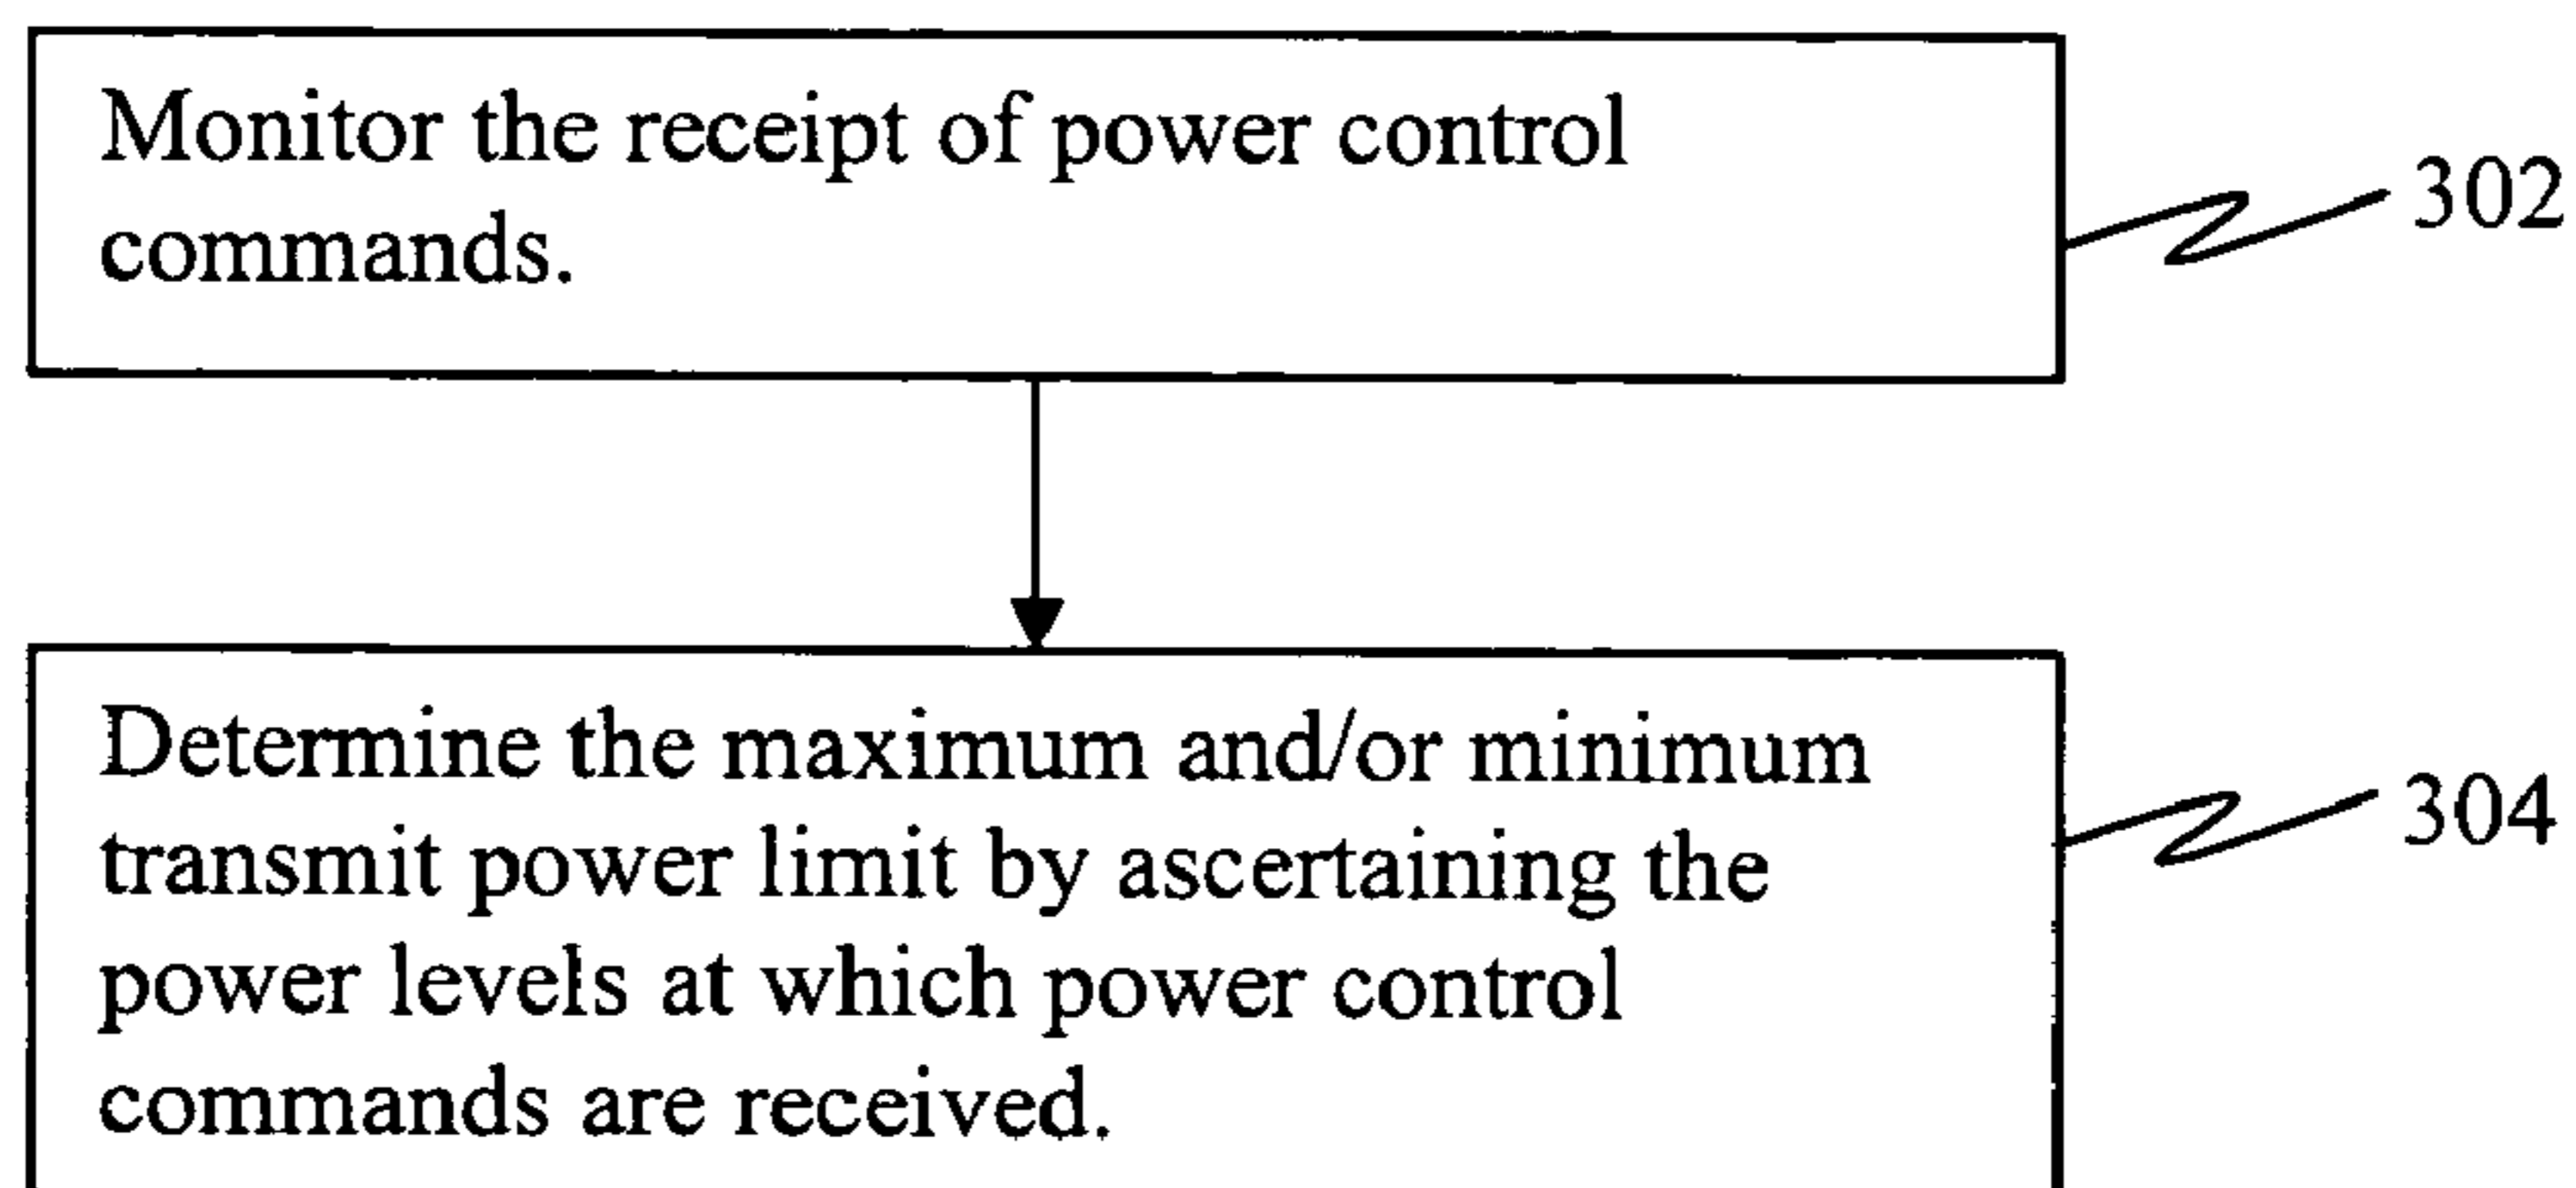 Monitor the receipt of power control
commands.
302
Determine the maximum and/or minimum
transmit power limit by ascertaining the
power levels at which power control
commands are received.
304